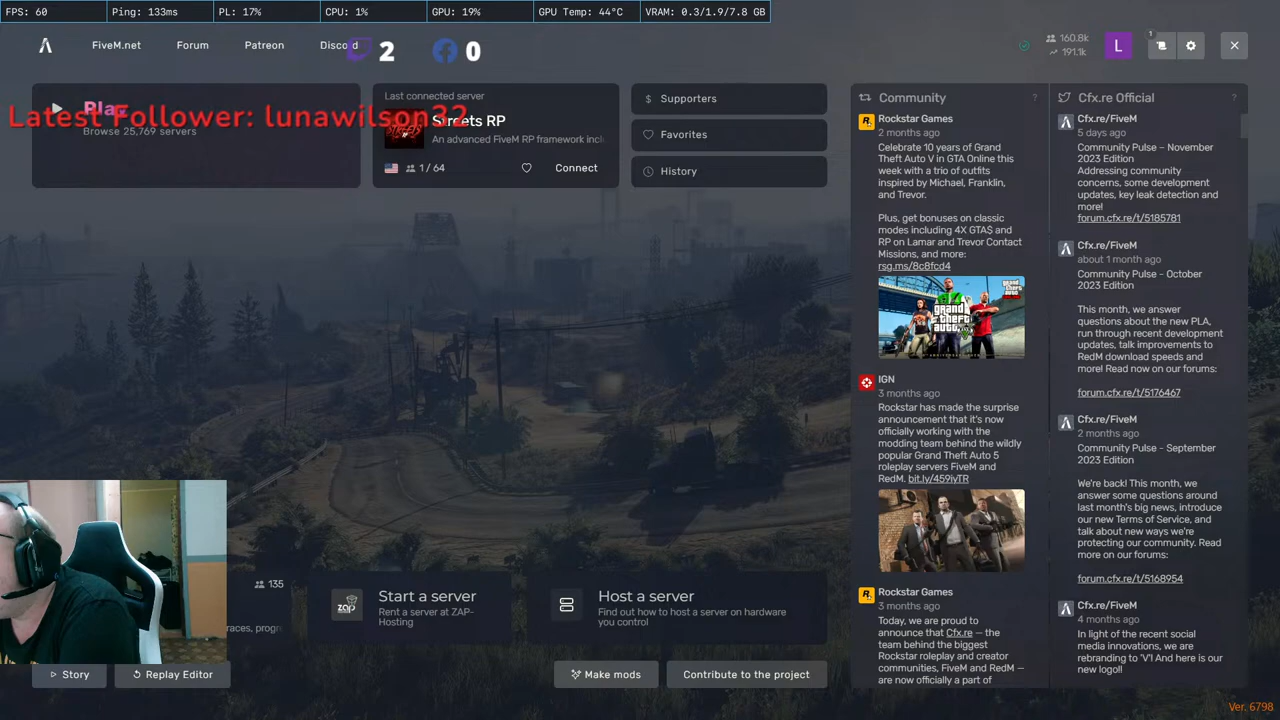 FPS: 60
Ping: 133ms
PL: 17%
CPU: 1%
GPU: 19%
GPU Temp: 44°C
VRAM: 0.3/1.9/7.8 GB
FiveM.net
Forum
Patreon
Discord
2
0
160.8k
191.1k
L
1
Play
Browse 25,769 servers
Latest Follower: lunawilson32
Last connected server
Streets RP
An advanced FiveM RP framework incl
1 / 64
Connect
$ Supporters
Favorites
History
Community
?
Rockstar Games
2 months ago
Celebrate 10 years of Grand
Theft Auto V in GTA Online this
week with a trio of outfits
inspired by Michael, Franklin,
and Trevor.
Plus, get bonuses on classic
modes including 4X GTA$ and
RP on Lamar and Trevor Contact
Missions, and more:
rsg.ms/8c8fcd4
grand
theft
auto
IGN
3 months ago
Rockstar has made the surprise
announcement that it's now
officially working with the
modding team behind the wildly
popular Grand Theft Auto 5
roleplay servers FiveM and
RedM. bit.ly/459iyTR
Rockstar Games
3 months ago
Today, we are proud to
announce that Cfx.re — the
team behind the biggest
Rockstar roleplay and creator
communities, FiveM and RedM —
are now officially a part of
Cfx.re Official
?
Cfx.re/FiveM
5 days ago
Community Pulse – November
2023 Edition
Addressing community
concerns, some development
updates, key leak detection and
more!
forum.cfx.re/t/5185781
Cfx.re/FiveM
about 1 month ago
Community Pulse – October
2023 Edition
This month, we answer
questions about the new PLA,
run through recent development
updates, talk improvements to
RedM download speeds and
more! Read now on our forums:
forum.cfx.re/t/5176467
Cfx.re/FiveM
2 months ago
Community Pulse – September
2023 Edition
We're back! This month, we
answer some questions around
last month's big news, introduce
our new Terms of Service, and
talk about new ways we're
protecting our community. Read
more on our forums:
forum.cfx.re/t/5168954
Cfx.re/FiveM
4 months ago
In light of the recent social
media innovations, we are
rebranding to 'V'! And here is our
new logo!
135
races, progr
zap
Start a server
Rent a server at ZAP-
Hosting
Host a server
Find out how to host a server on hardware
you control
Story
Replay Editor
Make mods
Contribute to the project
Ver. 6798